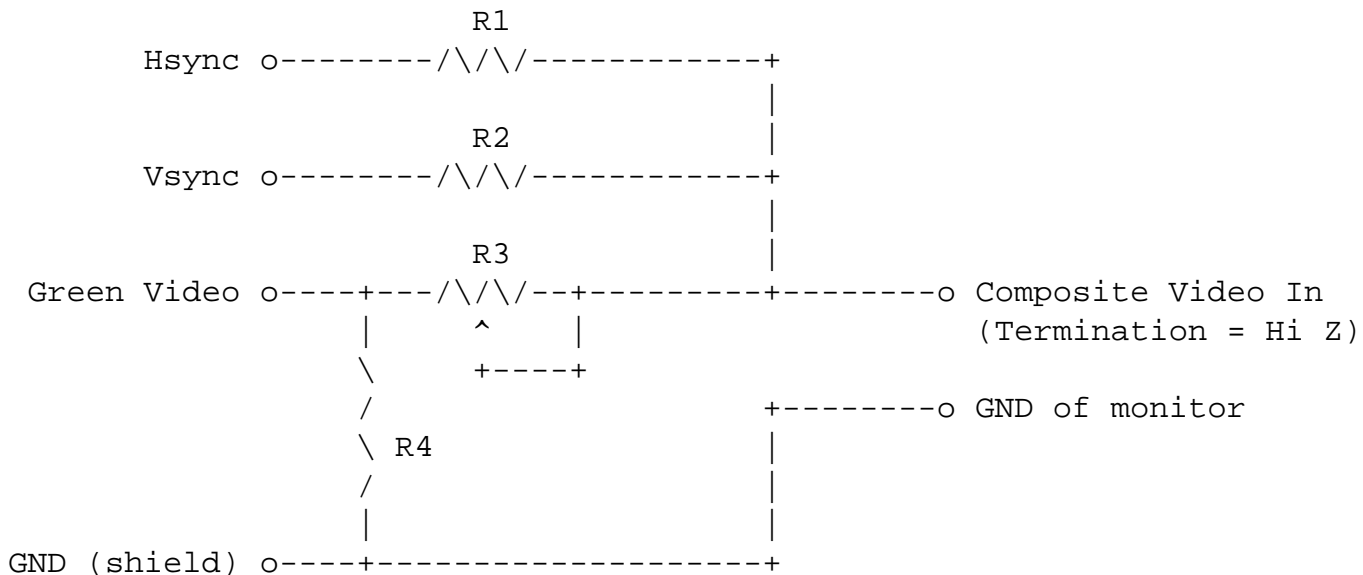 R1
Hsync o--------/\/\/------------+
|
R2 |
Vsync o--------/\/\/------------+
|
R3 |
Green Video o----+---/\/\/--+---------+--------o Composite Video In
| ^ | (Termination = Hi Z)
\ +----+
/ +--------o GND of monitor
\ R4 |
/ |
| |
GND (shield) o----+--------------------+